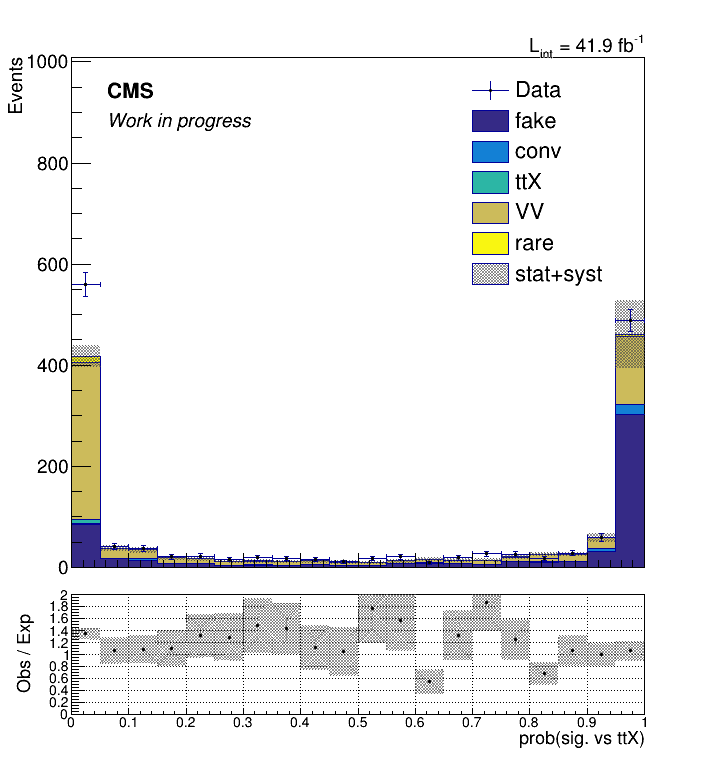 L_int = 41.9 fb^-1
Events
1000
800
600
400
200
0
CMS
Work in progress
Data
fake
conv
ttX
VV
rare
stat+syst
Obs / Exp
2
1.8
1.6
1.4
1.2
1
0.8
0.6
0.4
0.2
0
0 0.1 0.2 0.3 0.4 0.5 0.6 0.7 0.8 0.9 1
prob(sig. vs ttX)